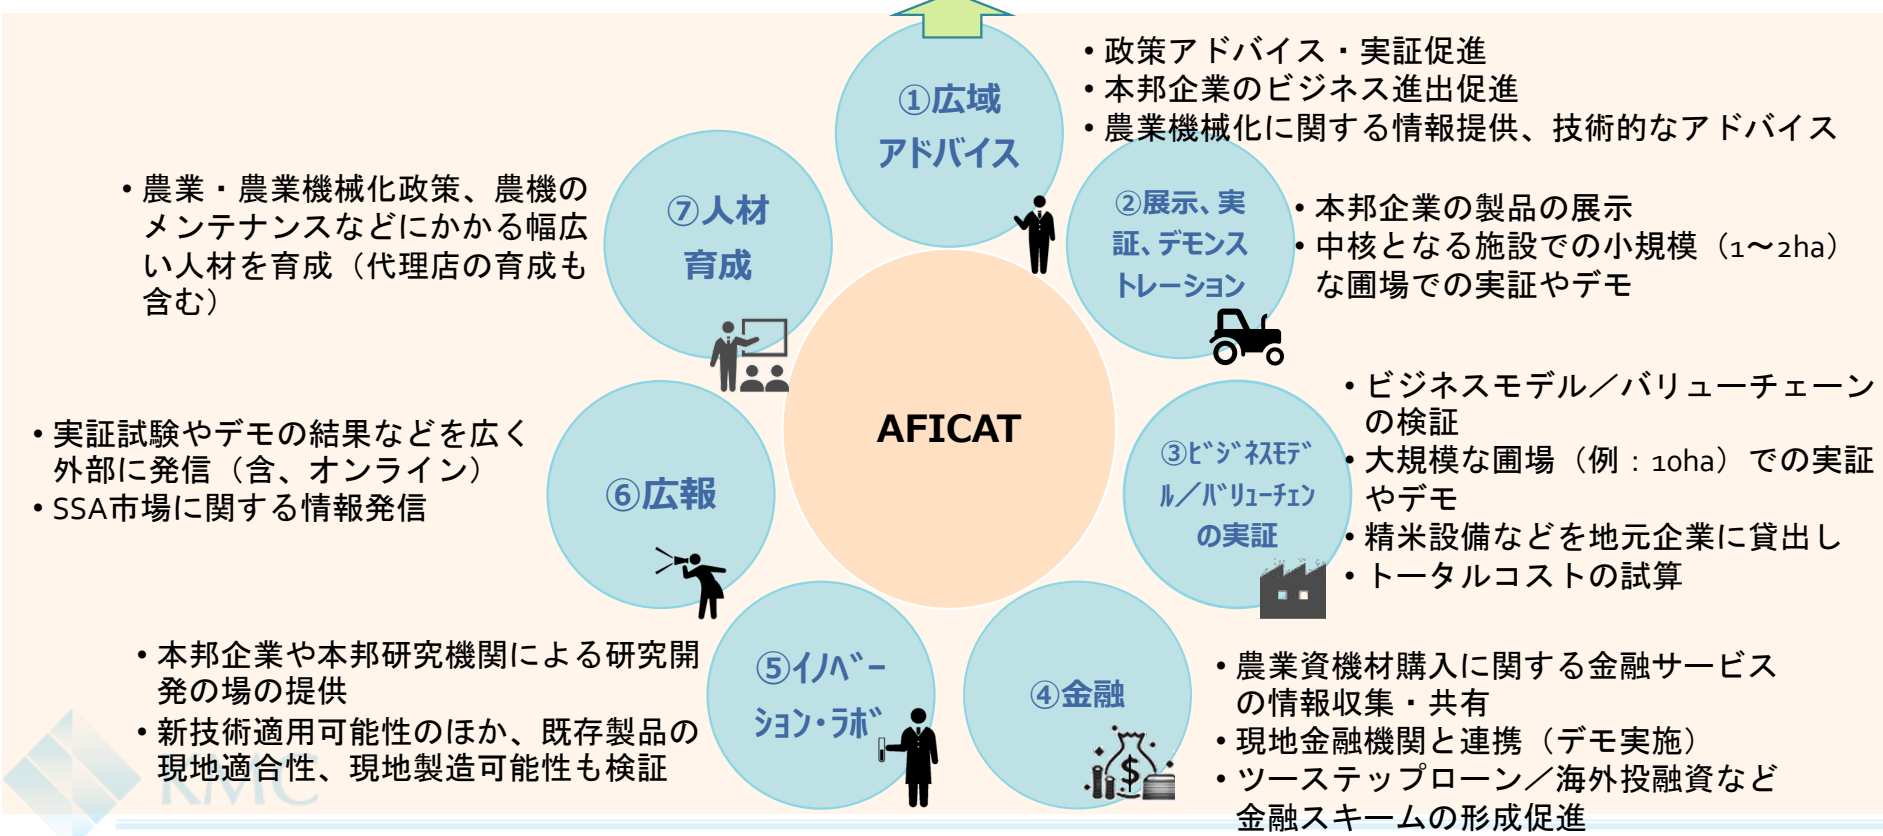 ①広域
アドバイス
・政策アドバイス・実証促進
・本邦企業のビジネス進出促進
・農業機械化に関する情報提供、技術的なアドバイス
②展示、実
証、デモンス
トレーション
・本邦企業の製品の展示
・中核となる施設での小規模（1～2ha）
な圃場での実証やデモ
③ﾋﾞｼﾞﾈｽﾓﾃﾞ
ﾙ／ﾊﾞﾘｭｰﾁｪﾝ
の実証
・ビジネスモデル／バリューチェーン
の検証
・大規模な圃場（例：10ha）での実証
やデモ
・精米設備などを地元企業に貸出し
・トータルコストの試算
④金融
・農業資機材購入に関する金融サービス
の情報収集・共有
・現地金融機関と連携（デモ実施）
・ツーステップローン／海外投融資など
金融スキームの形成促進
⑤ｲﾉﾍﾞｰ
ｼｮﾝ・ﾗﾎﾞ
・本邦企業や本邦研究機関による研究開
発の場の提供
・新技術適用可能性のほか、既存製品の
現地適合性、現地製造可能性も検証
⑥広報
・実証試験やデモの結果などを広く
外部に発信（含、オンライン）
・SSA市場に関する情報発信
⑦人材
育成
・農業・農業機械化政策、農機の
メンテナンスなどにかかる幅広
い人材を育成（代理店の育成も
含む）
AFICAT
$
KMC